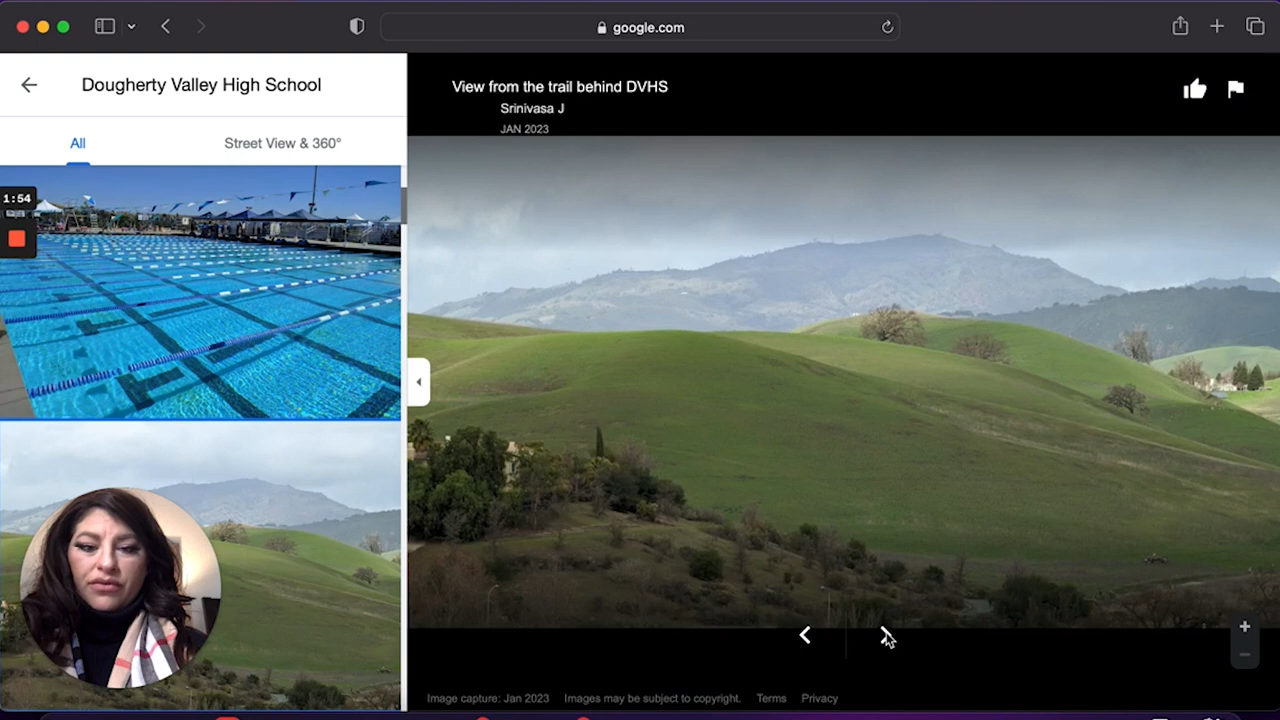 google.com
Dougherty Valley High School
All
Street View & 360°
1:54
View from the trail behind DVHS
Srinivasa J
JAN 2023
Image capture: Jan 2023 Images may be subject to copyright. Terms Privacy